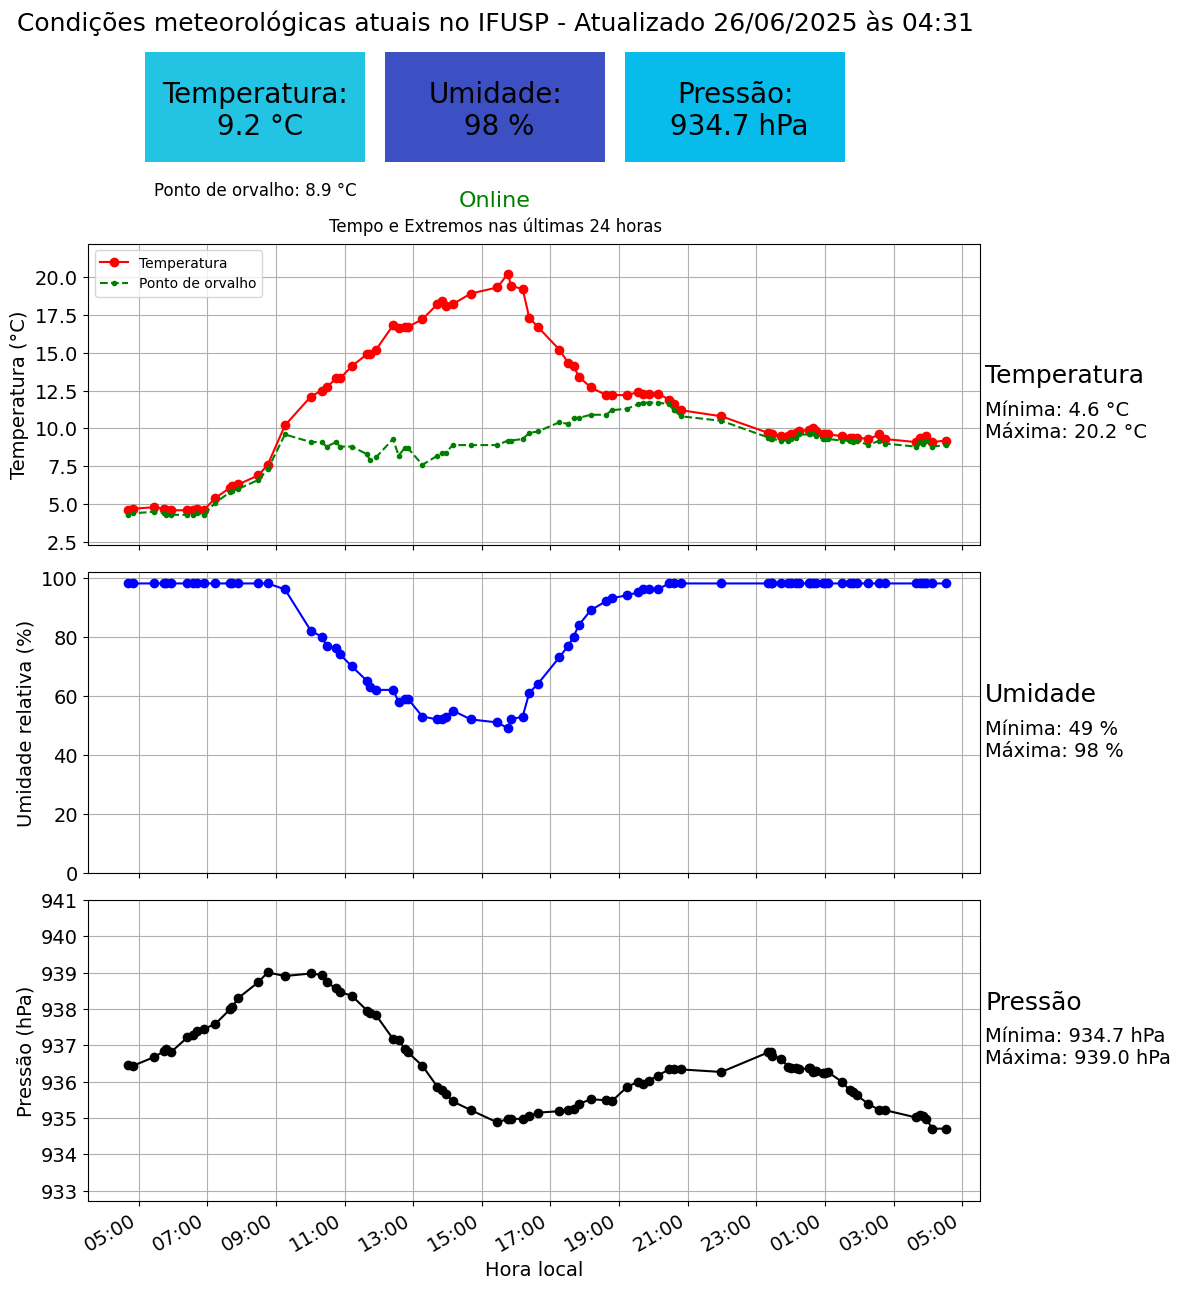 Condições meteorológicas atuais no IFUSP - Atualizado 26/06/2025 às 04:31
Temperatura:
9.2 °C
Umidade:
98 %
Pressão:
934.7 hPa
Ponto de orvalho: 8.9 °C
Online
Tempo e Extremos nas últimas 24 horas
Temperatura
Ponto de orvalho
Temperatura (°C)
20.0
17.5
15.0
12.5
10.0
7.5
5.0
2.5
Temperatura
Mínima: 4.6 °C
Máxima: 20.2 °C
Umidade relativa (%)
100
80
60
40
20
0
Umidade
Mínima: 49 %
Máxima: 98 %
Pressão (hPa)
941
940
939
938
937
936
935
934
933
Pressão
Mínima: 934.7 hPa
Máxima: 939.0 hPa
05:00
07:00
09:00
11:00
13:00
15:00
17:00
19:00
21:00
23:00
01:00
03:00
05:00
Hora local